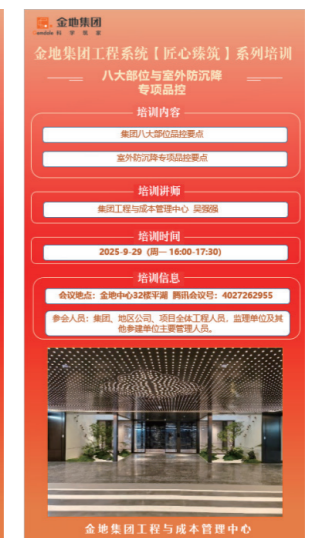 金地集团
Gemdale 科学筑家
金地集团工程系统【匠心臻筑】系列培训
八大部位与室外防沉降
专项品控
培训内容
集团八大部位品控要点
室外防沉降专项品控要点
培训讲师
集团工程与成本管理中心 吴强强
培训时间
2025-9-29（周一 16:00-17:30）
培训信息
会议地点：金地中心32楼平湖 腾讯会议号：4027262955
参会人员：集团、地区公司、项目全体工程人员，监理单位及其
他参建单位主要管理人员。
金地集团工程与成本管理中心